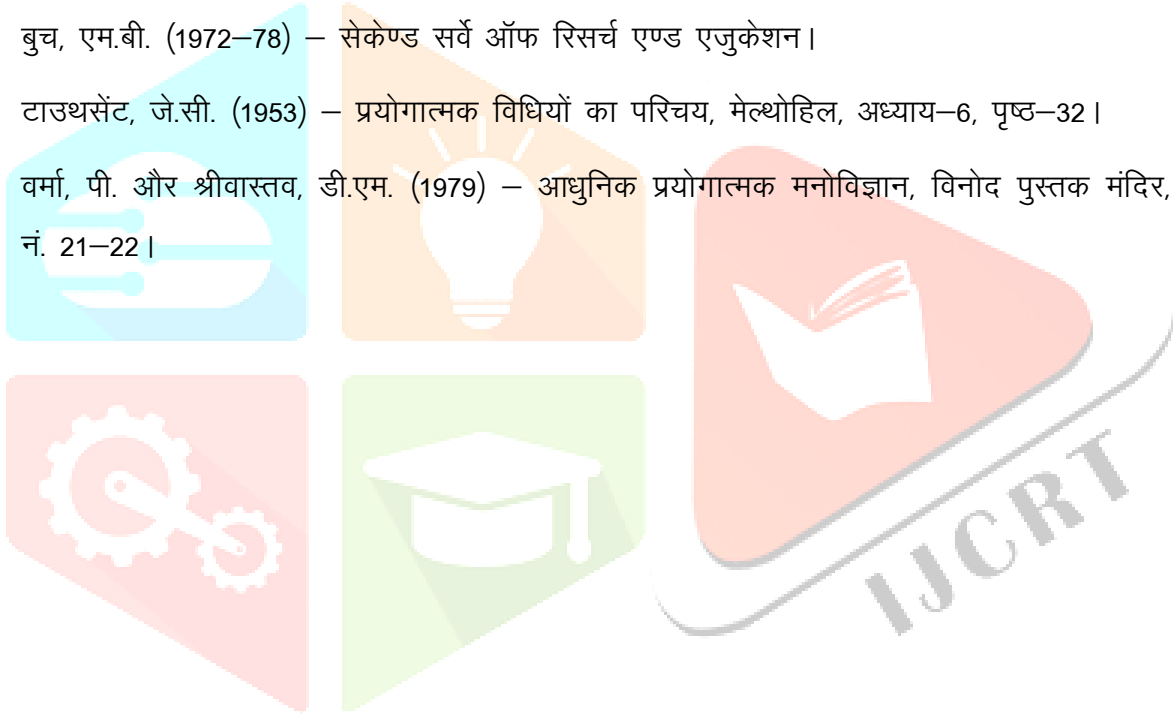 बुच, एम.बी. (1972–78) – सेकेण्ड सर्वे ऑफ रिसर्च एण्ड एजुकेशन।
टाउथसेंट, जे.सी. (1953) – प्रयोगात्मक विधियों का परिचय, मेल्थोहिल, अध्याय–6, पृष्ठ–32।
वर्मा, पी. और श्रीवास्तव, डी.एम. (1979) – आधुनिक प्रयोगात्मक मनोविज्ञान, विनोद पुस्तक मंदिर,
नं. 21–22।
IJCRT